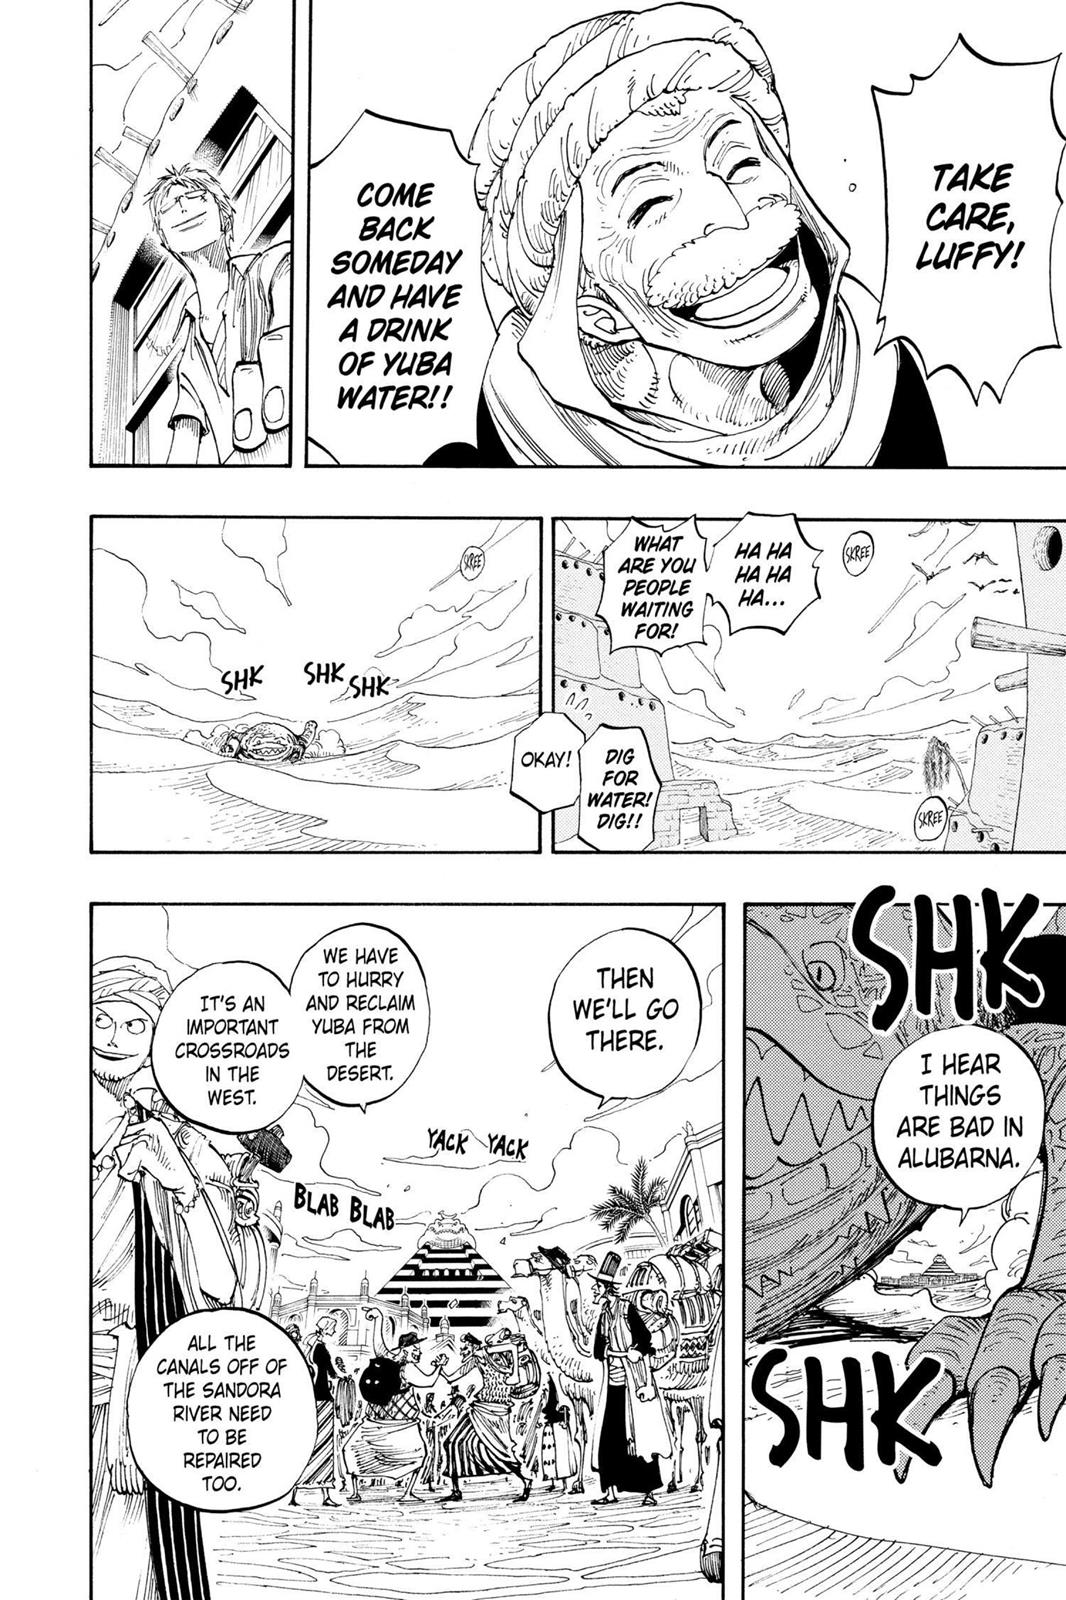 TAKE
CARE,
LUFFY!
COME
BACK
SOMEDAY
AND HAVE
A DRINK
OF YUBA
WATER!!
SKREE
HA HA
HA HA
HA...
WHAT
ARE YOU
PEOPLE
WAITING
FOR!
DIG
FOR
WATER!
DIG!!
OKAY!
SKREE
SKREE
SHK
SHK
SHK
SHK
I HEAR
THINGS
ARE BAD IN
ALUBARNA.
SHK
THEN
WE'LL GO
THERE.
WE HAVE
TO HURRY
AND RECLAIM
YUBA FROM
THE
DESERT.
IT'S AN
IMPORTANT
CROSSROADS
IN THE
WEST.
YACK YACK
BLAB BLAB
ALL THE
CANALS OFF OF
THE SANDORA
RIVER NEED
TO BE
REPAIRED
TOO.